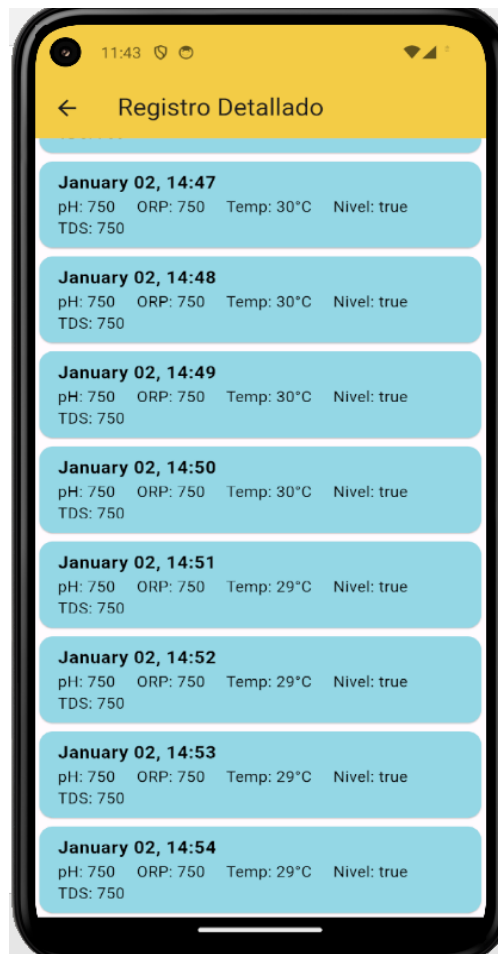 11:43
Registro Detallado
January 02, 14:47
pH: 750 ORP: 750 Temp: 30°C Nivel: true
TDS: 750
January 02, 14:48
pH: 750 ORP: 750 Temp: 30°C Nivel: true
TDS: 750
January 02, 14:49
pH: 750 ORP: 750 Temp: 30°C Nivel: true
TDS: 750
January 02, 14:50
pH: 750 ORP: 750 Temp: 30°C Nivel: true
TDS: 750
January 02, 14:51
pH: 750 ORP: 750 Temp: 29°C Nivel: true
TDS: 750
January 02, 14:52
pH: 750 ORP: 750 Temp: 29°C Nivel: true
TDS: 750
January 02, 14:53
pH: 750 ORP: 750 Temp: 29°C Nivel: true
TDS: 750
January 02, 14:54
pH: 750 ORP: 750 Temp: 29°C Nivel: true
TDS: 750